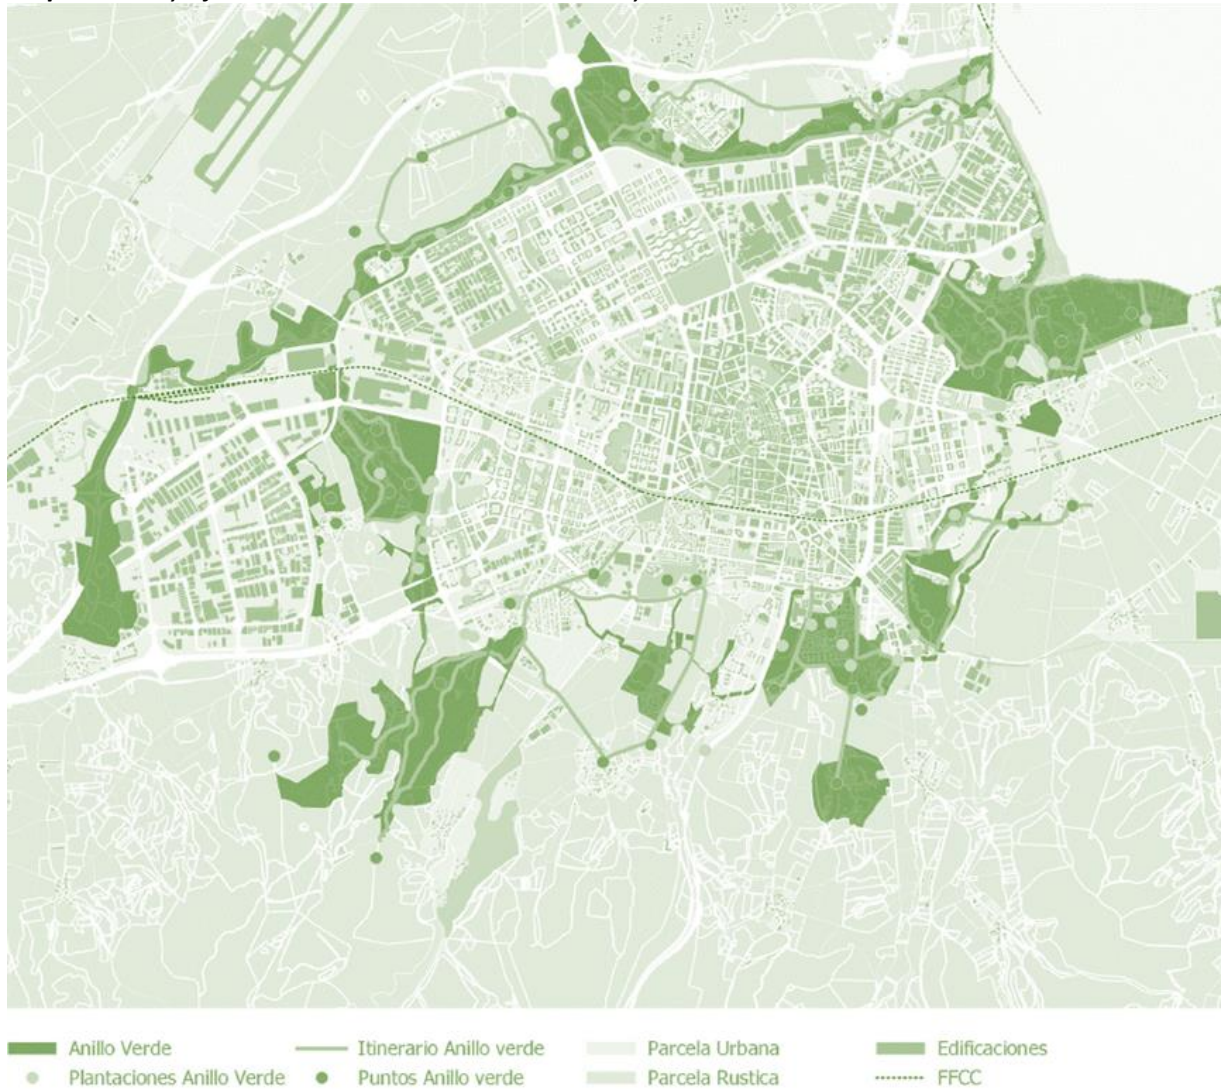 Anillo Verde
Itinerario Anillo verde
Parcela Urbana
Edificaciones
Plantaciones Anillo Verde
Puntos Anillo verde
Parcela Rustica
FFCC